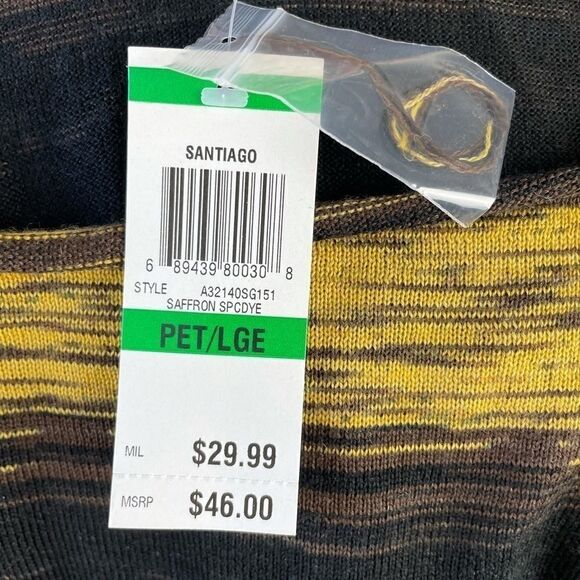 SANTIAGO
6 89439 80030 8
STYLE A32140SG151
SAFFRON SPCDYE
PET/LGE
MIL $29.99
MSRP $46.00